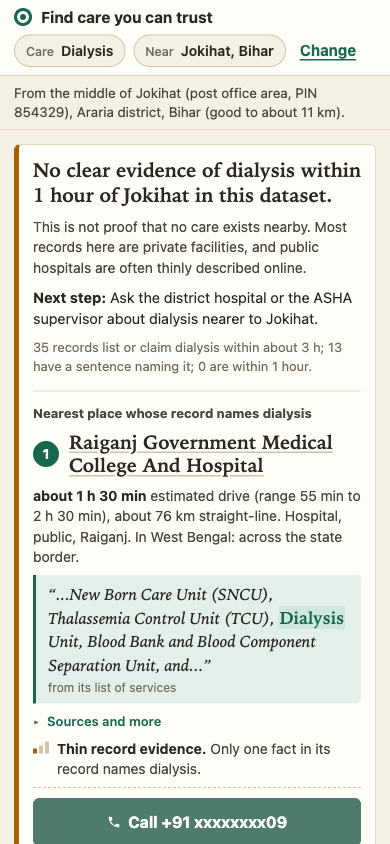 Find care you can trust
Care Dialysis Near Jokihat, Bihar Change
From the middle of Jokihat (post office area, PIN
854329), Araria district, Bihar (good to about 11 km).
No clear evidence of dialysis within
1 hour of Jokihat in this dataset.
This is not proof that no care exists nearby. Most
records here are private facilities, and public
hospitals are often thinly described online.
Next step: Ask the district hospital or the ASHA
supervisor about dialysis nearer to Jokihat.
35 records list or claim dialysis within about 3 h; 13
have a sentence naming it; 0 are within 1 hour.
Nearest place whose record names dialysis
1 Raiganj Government Medical
College And Hospital
about 1 h 30 min estimated drive (range 55 min to
2 h 30 min), about 76 km straight-line. Hospital,
public, Raiganj. In West Bengal: across the state
border.
“...New Born Care Unit (SNCU),
Thalassemia Control Unit (TCU), Dialysis
Unit, Blood Bank and Blood Component
Separation Unit, and...”
from its list of services
Sources and more
Thin record evidence. Only one fact in its
record names dialysis.
Call +91 xxxxxxxx09